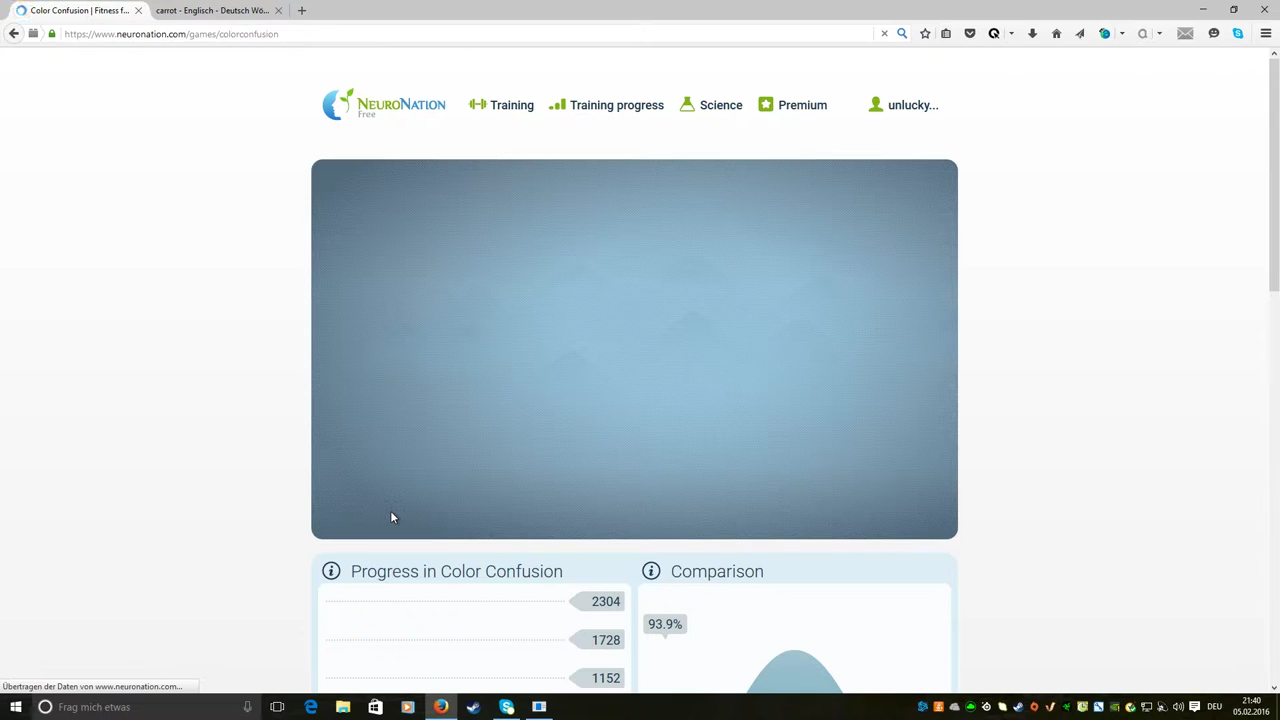 Color Confusion | Fitness f...
carrot - Englisch - Deutsch Wö...
https://www.neuronation.com/games/colorconfusion
NEURONATION
Free
Training
Training progress
Science
Premium
unlucky...
Progress in Color Confusion
2304
1728
1152
Comparison
93.9%
Übertragen der Daten von www.neuronation.com...
Frag mich etwas
DEU
21:40
05.02.2016